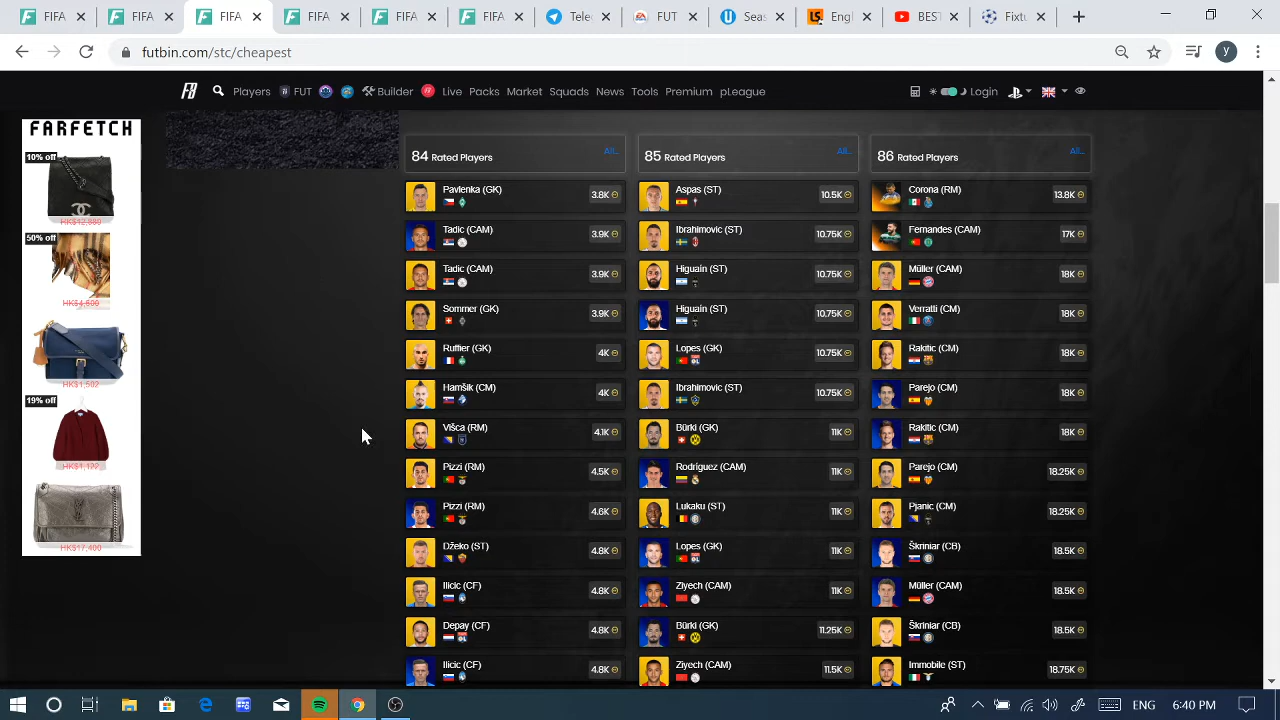 FIFA
FIFA
FIFA
FIFA
FIFA
Tele
FUT
Sea
Engl
BEST
Fixtu
futbin.com/stc/cheapest
y
Players FUT Builder Live Packs Market Squads News Tools Premium pLeague Login
FARFETCH
10% off
50% off
HK$1,582
19% off
HK$17,400
84 Rated Players All..
Pavlenka (GK) 3.8K
Tadic (CAM) 3.9K
Tadic (CAM) 3.9K
Sommer (GK) 3.9K
Ruffier (GK) 4K
Hamšík (CM) 4K
Višca (RM) 4.1K
Pizzi (RM) 4.5K
Pizzi (RM) 4.6K
Džeko (ST) 4.6K
Ilicic (CF) 4.8K
Depay (CF) 4.8K
Ilicic (CF) 4.8K
85 Rated Players All..
Aspas (ST) 10.5K
Ibrahimovic (ST) 10.75K
Higuaín (ST) 10.75K
Higuaín (ST) 10.75K
Lopes (GK) 10.75K
Ibrahimovic (ST) 10.75K
Bürki (GK) 11K
Rodríguez (CAM) 11K
Lukaku (ST) 11K
Lopes (GK) 11K
Ziyech (CAM) 11K
Bürki (GK) 11.25K
Ziyech (CAM) 11.5K
86 Rated Players All..
Corona (RM) 13.8K
17K
Müller (CAM) 18K
Verratti (CM) 18K
Rakitic (CM) 18K
Parejo (CM) 18K
Rakitic (CM) 18K
Parejo (CM) 18.25K
Pjanic (CM) 18.25K
Škriniar (CB) 18.5K
Müller (CAM) 18.5K
Škriniar (CB) 18.5K
Immobile (ST) 18.75K
ENG 6:40 PM